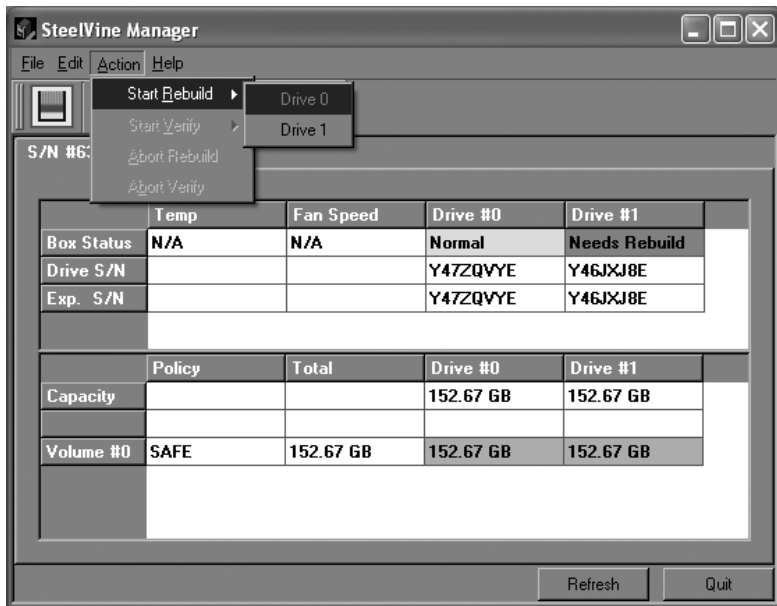 SteelVine Manager
File Edit Action Help
Start Rebuild Drive 0
Start Verify Drive 1
Abort Rebuild
Abort Verify
S/N #6
Temp Fan Speed Drive #0 Drive #1
Box Status N/A N/A Normal Needs Rebuild
Drive S/N Y47ZQVYE Y46JXJ8E
Exp. S/N Y47ZQVYE Y46JXJ8E
Policy Total Drive #0 Drive #1
Capacity 152.67 GB 152.67 GB
Volume #0 SAFE 152.67 GB 152.67 GB 152.67 GB
Refresh Quit